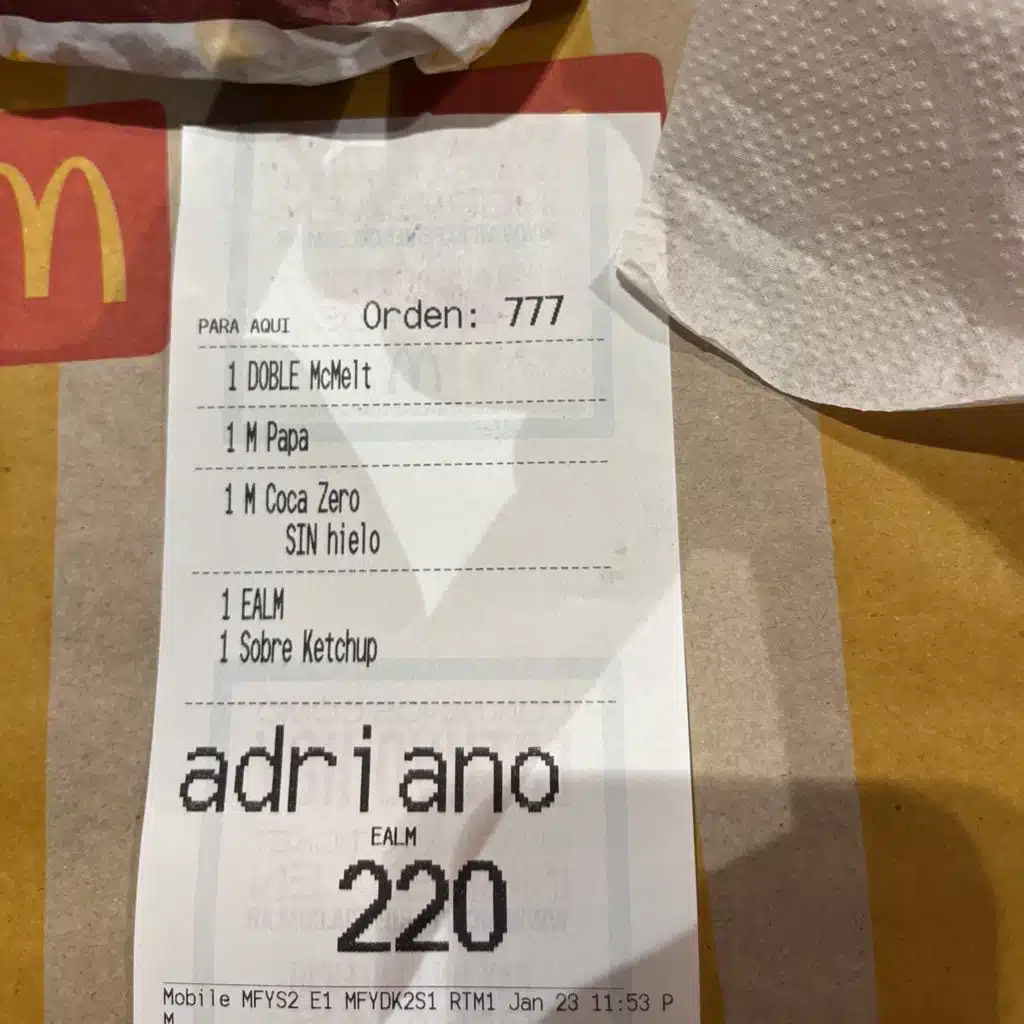 PARA AQUI Orden: 777
1 DOBLE McMelt
1 M Papa
1 M Coca Zero
SIN hielo
1 EALM
1 Sobre Ketchup
adriano
EALM
220
Mobile MFYS2 E1 MFYDK2S1 RTM1 Jan 23 11:53 P
M